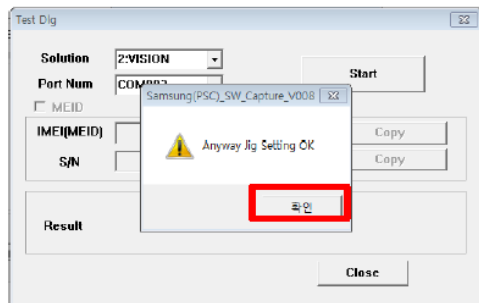 Test Dlg
Solution 2:VISION
Start
Port Num
Samsung(PSC)_SW_Capture_V008
MEID
IMEI(MEID) Copy
Anyway Jig Setting OK
S/N Copy
확인
Result
Close